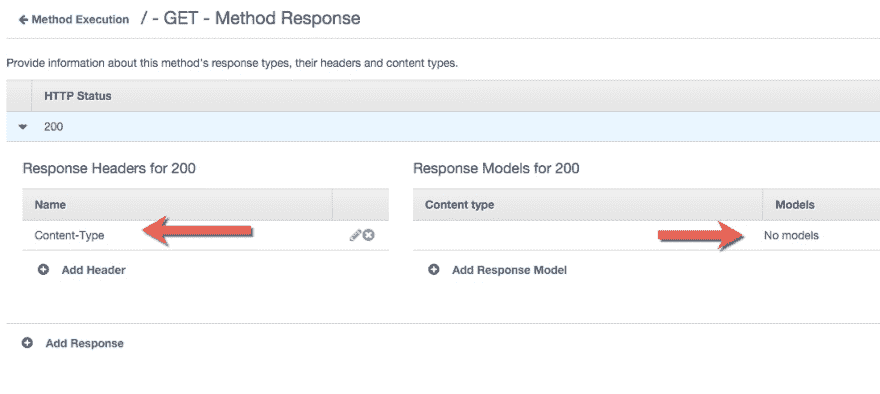 Method Execution / - GET - Method Response
Provide information about this method's response types, their headers and content types.
HTTP Status
200
Response Headers for 200
Name
Content-Type
Add Header
Response Models for 200
Content type Models
No models
Add Response Model
Add Response